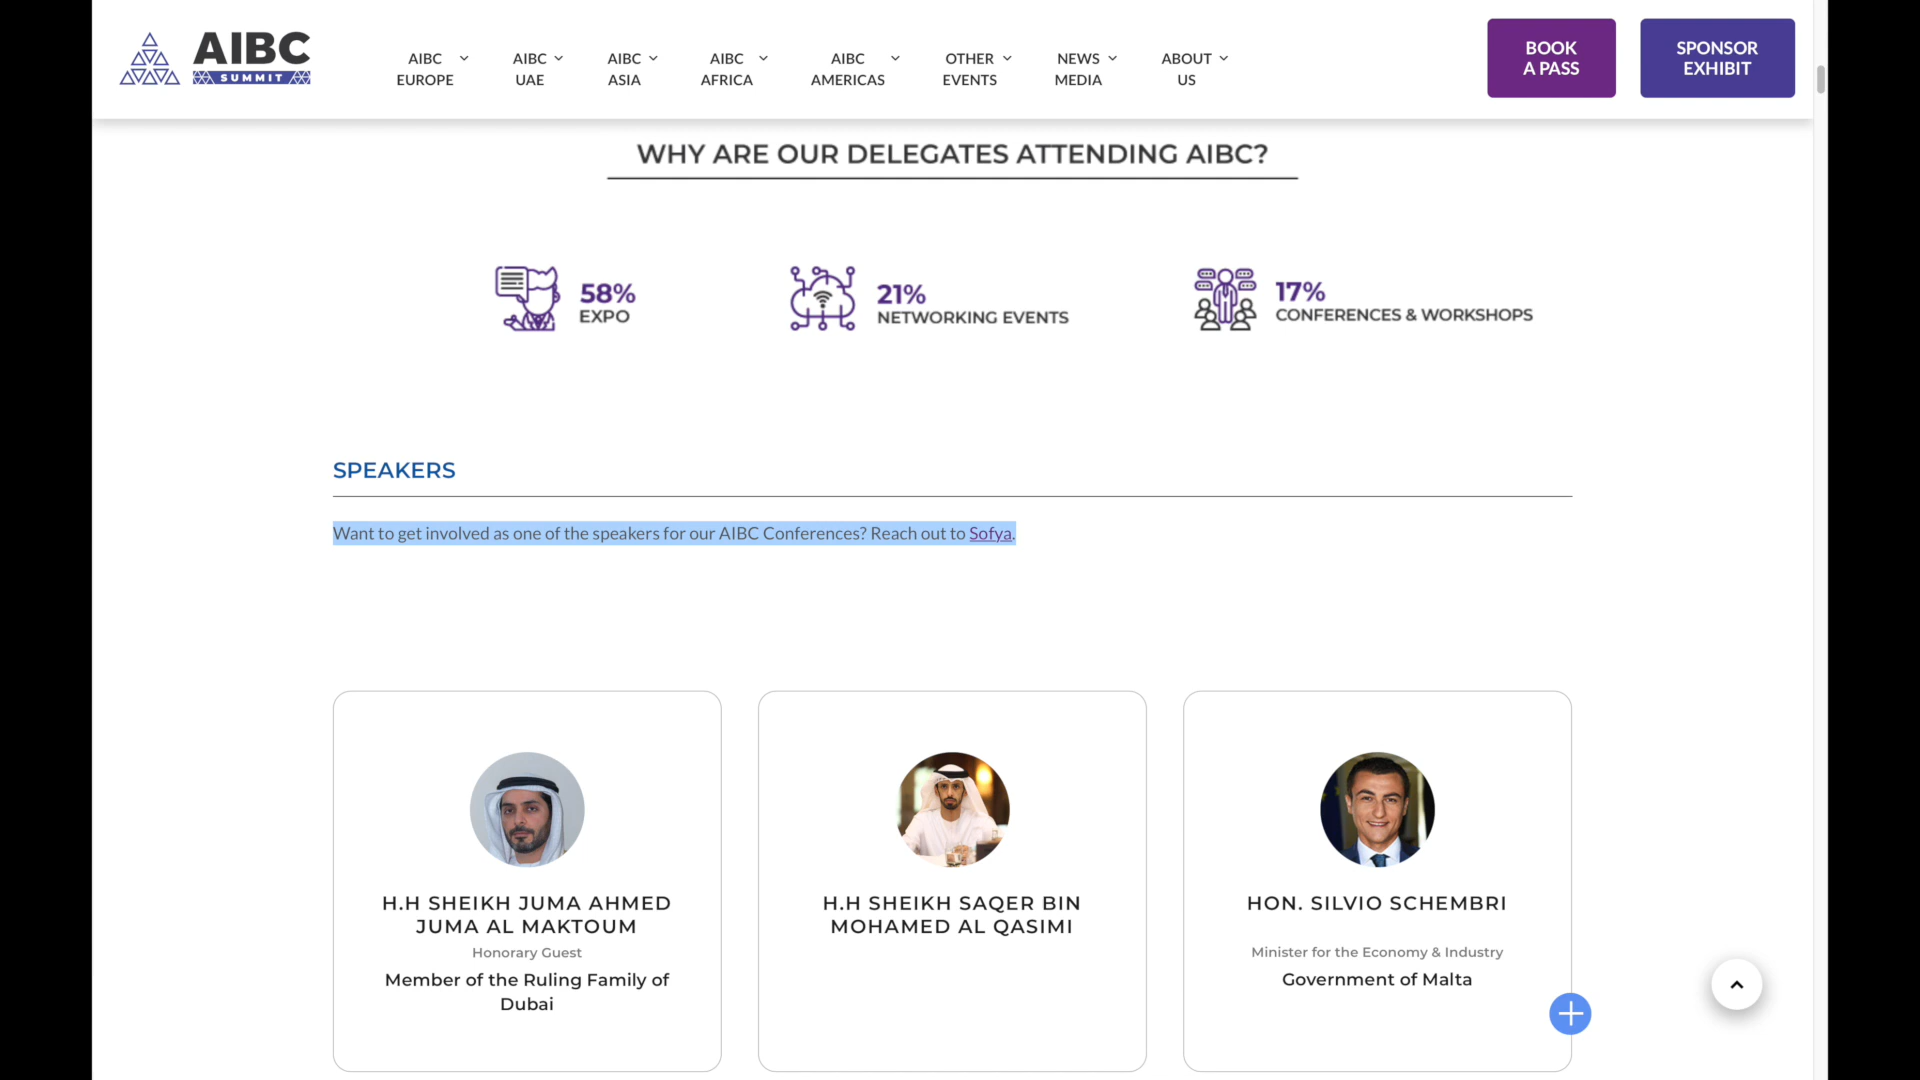 AIBC
SUMMIT
AIBC
EUROPE
AIBC
UAE
AIBC
ASIA
AIBC
AFRICA
AIBC
AMERICAS
OTHER
EVENTS
NEWS
MEDIA
ABOUT
US
BOOK
A PASS
SPONSOR
EXHIBIT
WHY ARE OUR DELEGATES ATTENDING AIBC?
58%
EXPO
21%
NETWORKING EVENTS
17%
CONFERENCES & WORKSHOPS
SPEAKERS
Want to get involved as one of the speakers for our AIBC Conferences? Reach out to Sofya.
H.H SHEIKH JUMA AHMED
JUMA AL MAKTOUM
Honorary Guest
Member of the Ruling Family of
Dubai
H.H SHEIKH SAQER BIN
MOHAMED AL QASIMI
HON. SILVIO SCHEMBRI
Minister for the Economy & Industry
Government of Malta